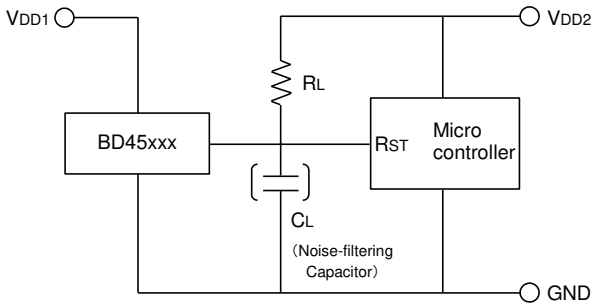 VDD1
VDD2
RL
BD45xxx
RST
Micro
controller
CL
（Noise-filtering
Capacitor）
GND